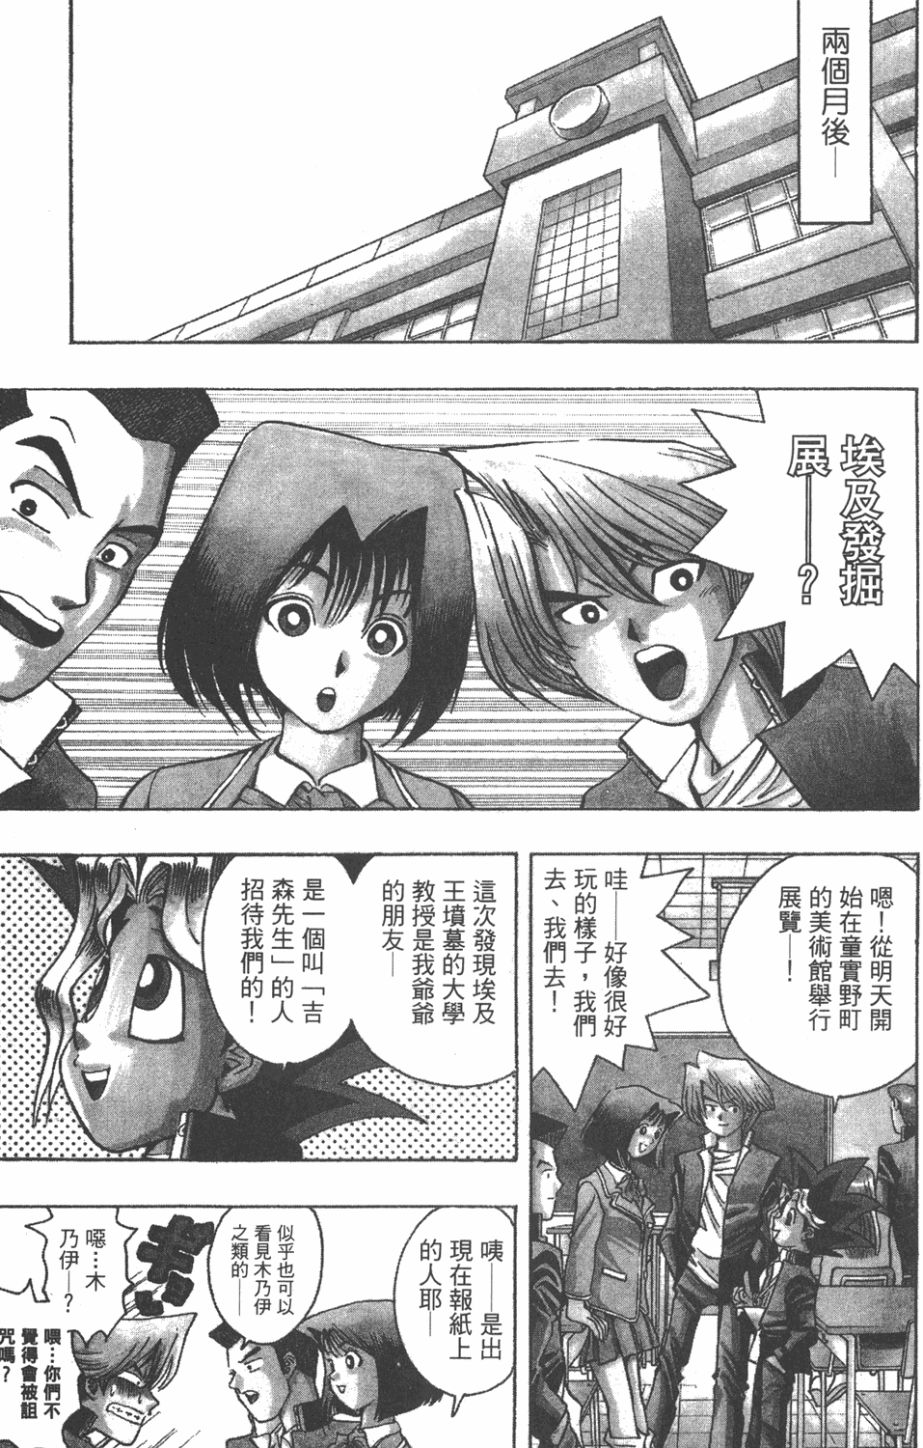 兩個月後──
埃及發掘
展──？
嗯！從明天開
始在童實野町
的美術館舉行
展覽──！
哇──好像很好
玩的樣子，我們
去、我們去！
這次發現埃及
王墳墓的大學
教授是我爺爺
的朋友──
是一個叫「吉
森先生」的人
招待我們的！
咦──是出
現在報紙上
的人耶──
似乎也可以
看見木乃伊
之類的──
噁…木
乃伊──？
喂…你們不
覺得會被詛
咒嗎？